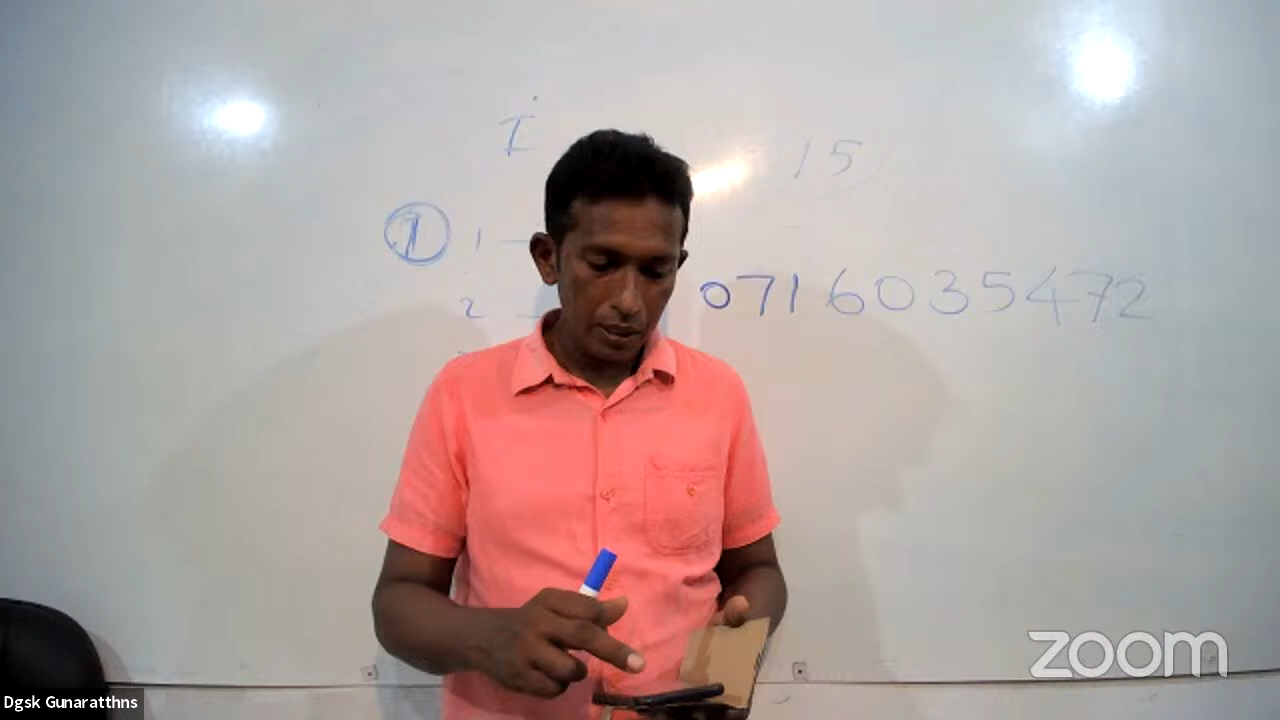 I
15
① 1 –
2 –
0716035472
zoom
Dgsk Gunaratthns